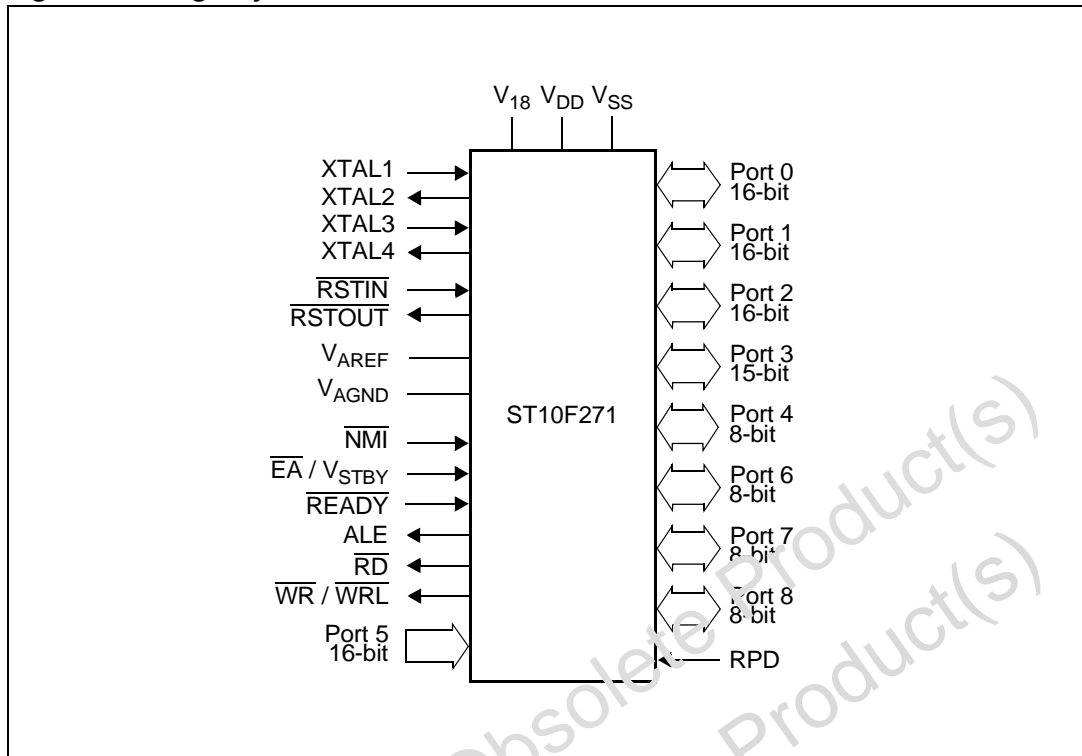 V18 VDD VSS
XTAL1
XTAL2
XTAL3
XTAL4
RSTIN
RSTOUT
VAREF
VAGND
NMI
EA / VSTBY
READY
ALE
RD
WR / WRL
Port 5
16-bit
ST10F271
Port 0
16-bit
Port 1
16-bit
Port 2
16-bit
Port 3
15-bit
Port 4
8-bit
Port 6
8-bit
Port 7
8-bit
Port 8
8-bit
RPD
Obsolete Product(s)
Product(s)